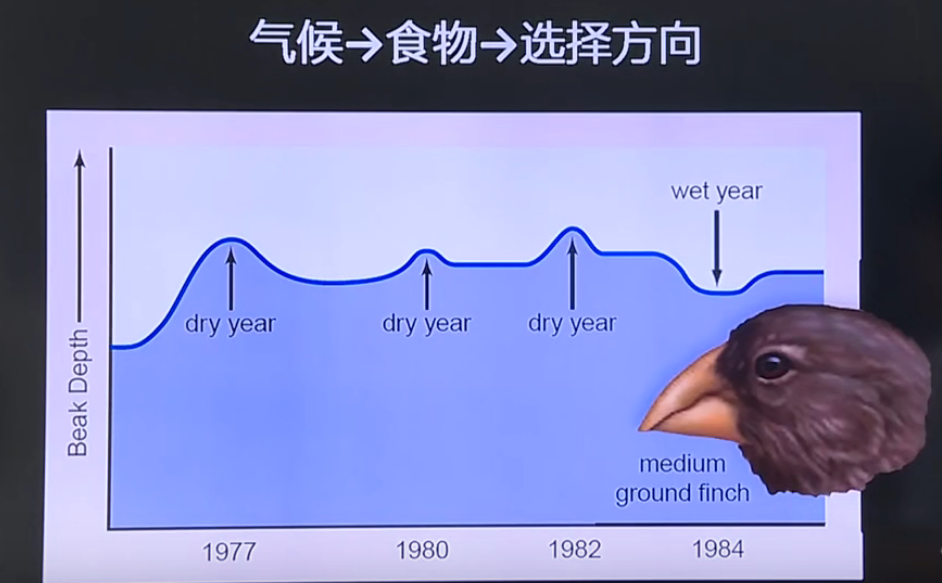 气候→食物→选择方向
wet year
dry year
dry year
dry year
Beak Depth
medium
ground finch
1977
1980
1982
1984